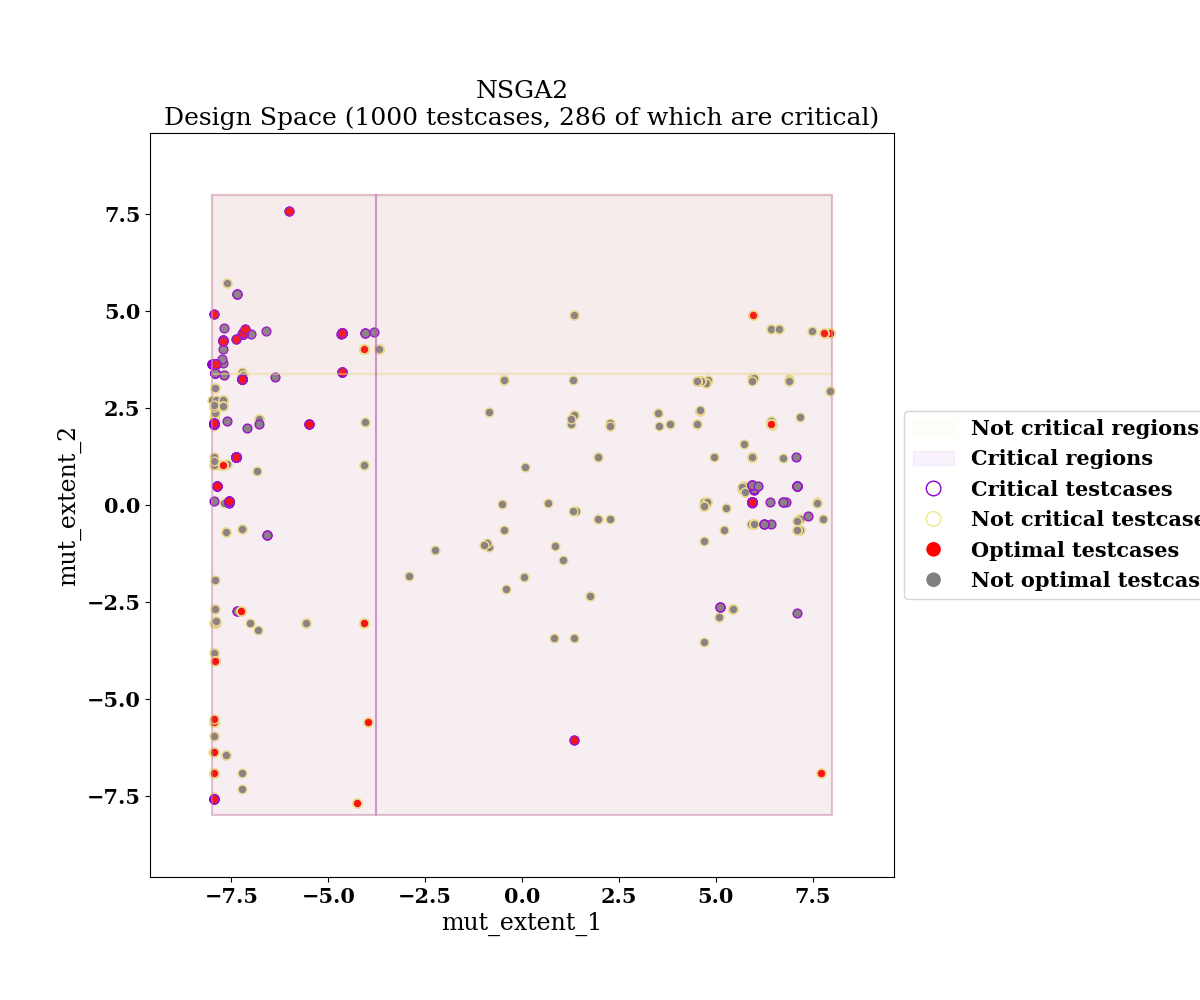 NSGA2
Design Space (1000 testcases, 286 of which are critical)
7.5
5.0
2.5
0.0
−2.5
−5.0
−7.5
mut_extent_2
−7.5
−5.0
−2.5
0.0
2.5
5.0
7.5
mut_extent_1
Not critical regions
Critical regions
Critical testcases
Not critical testcase
Optimal testcases
Not optimal testcas